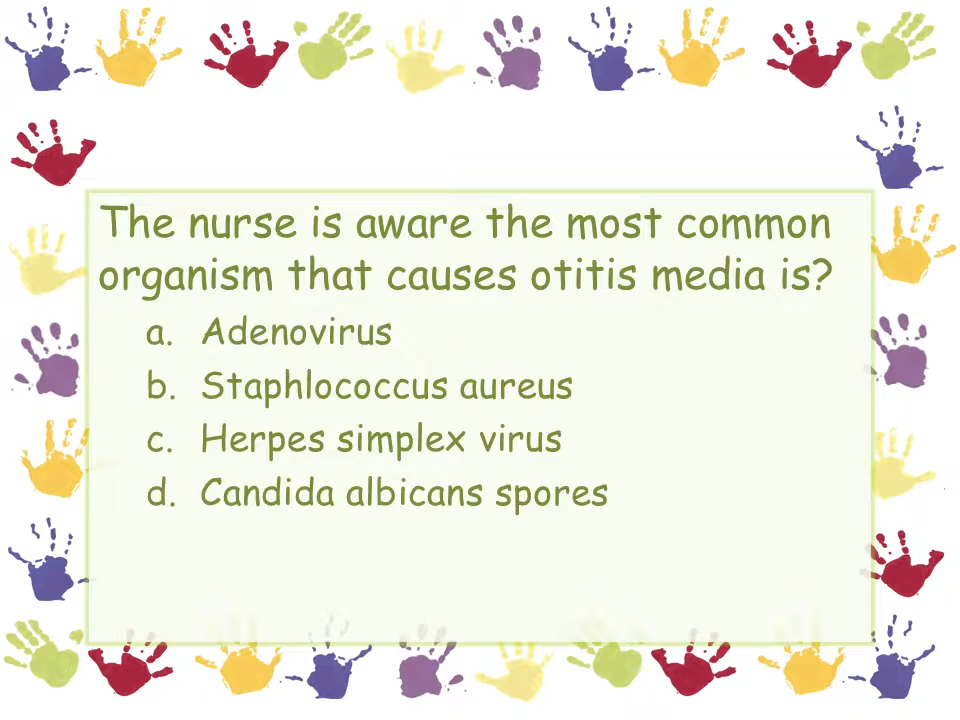 The nurse is aware the most common
organism that causes otitis media is?
a. Adenovirus
b. Staphlococcus aureus
c. Herpes simplex virus
d. Candida albicans spores